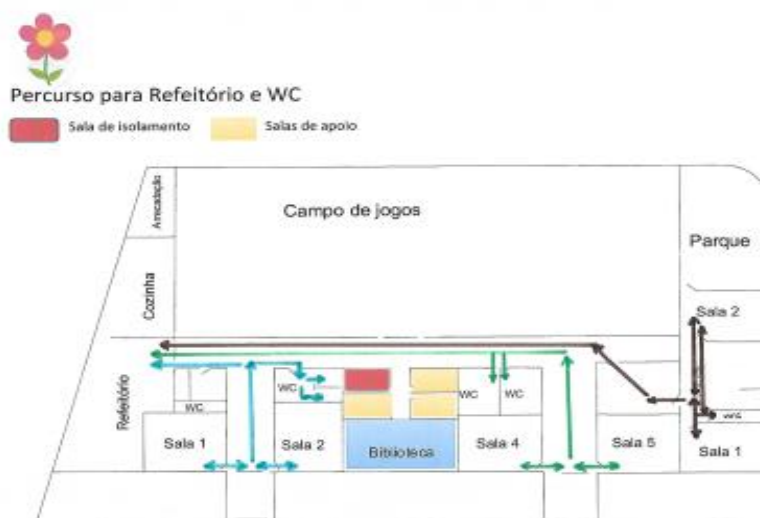 Percurso para Refeitório e WC
Sala de isolamento
Salas de apoio
Arrecadação
Campo de jogos
Parque
Cozinha
Sala 2
Refeitório
WC
WC
WC
WC
Sala 1
Sala 2
Biblioteca
Sala 4
Sala 5
Sala 1